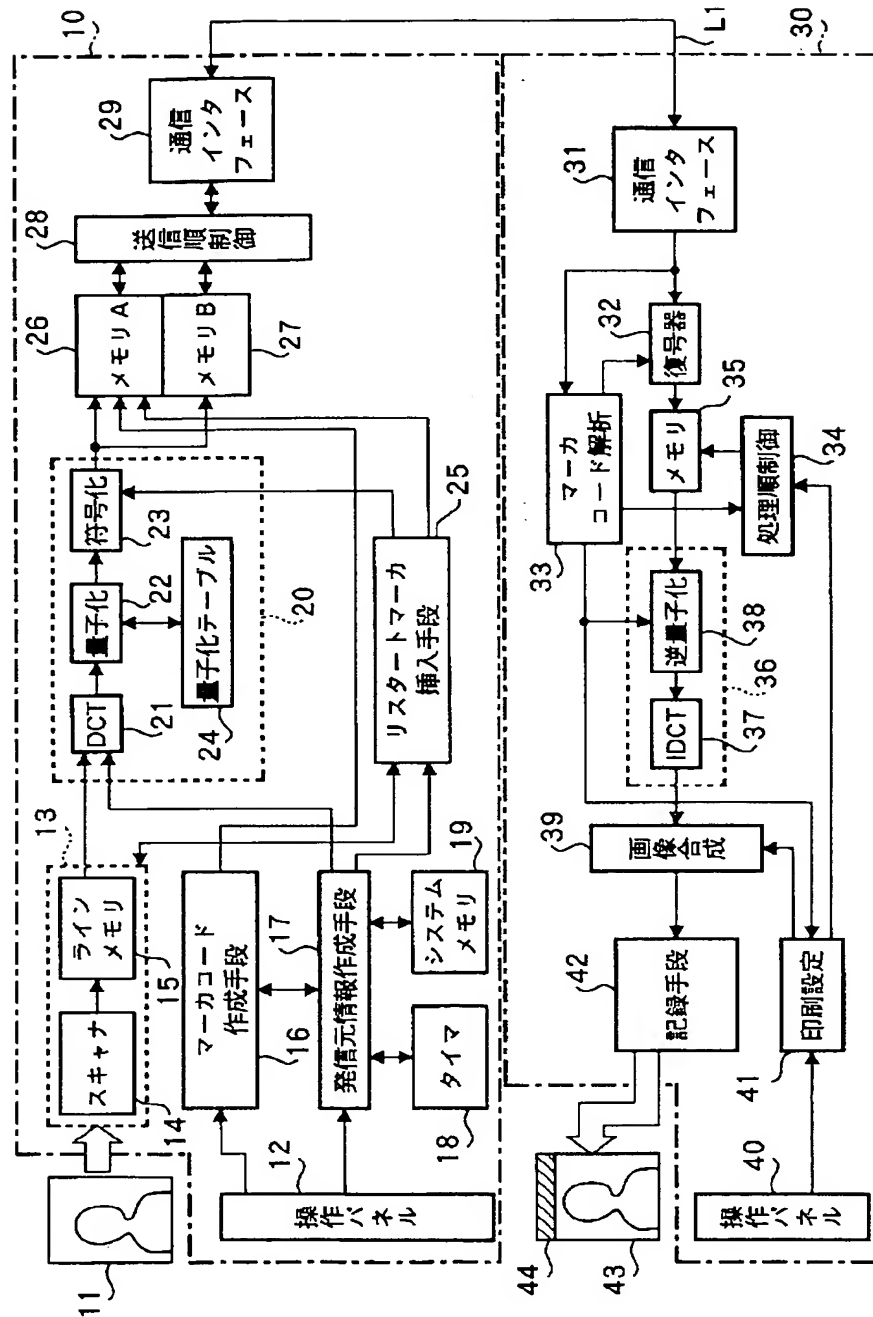 10
13
スキャナ
14
ライン
メモリ
15
11
12
操作パネル
マーカコード
作成手段
16
17
発信元情報作成手段
タイマ
18
システム
メモリ
19
DCT
21
量子化
22
符号化
23
量子化テーブル
24
20
リスタートマーカ
挿入手段
25
26
メモリA
メモリB
27
28
送信順制御
29
通信
インタ
フェース
L1
30
31
通信
インタ
フェース
32
復号器
マーカ
コード解析
33
35
メモリ
処理順制御
34
逆量子化
38
36
IDCT
37
39
画像合成
42
記録手段
印刷設定
41
40
操作パネル
44
43